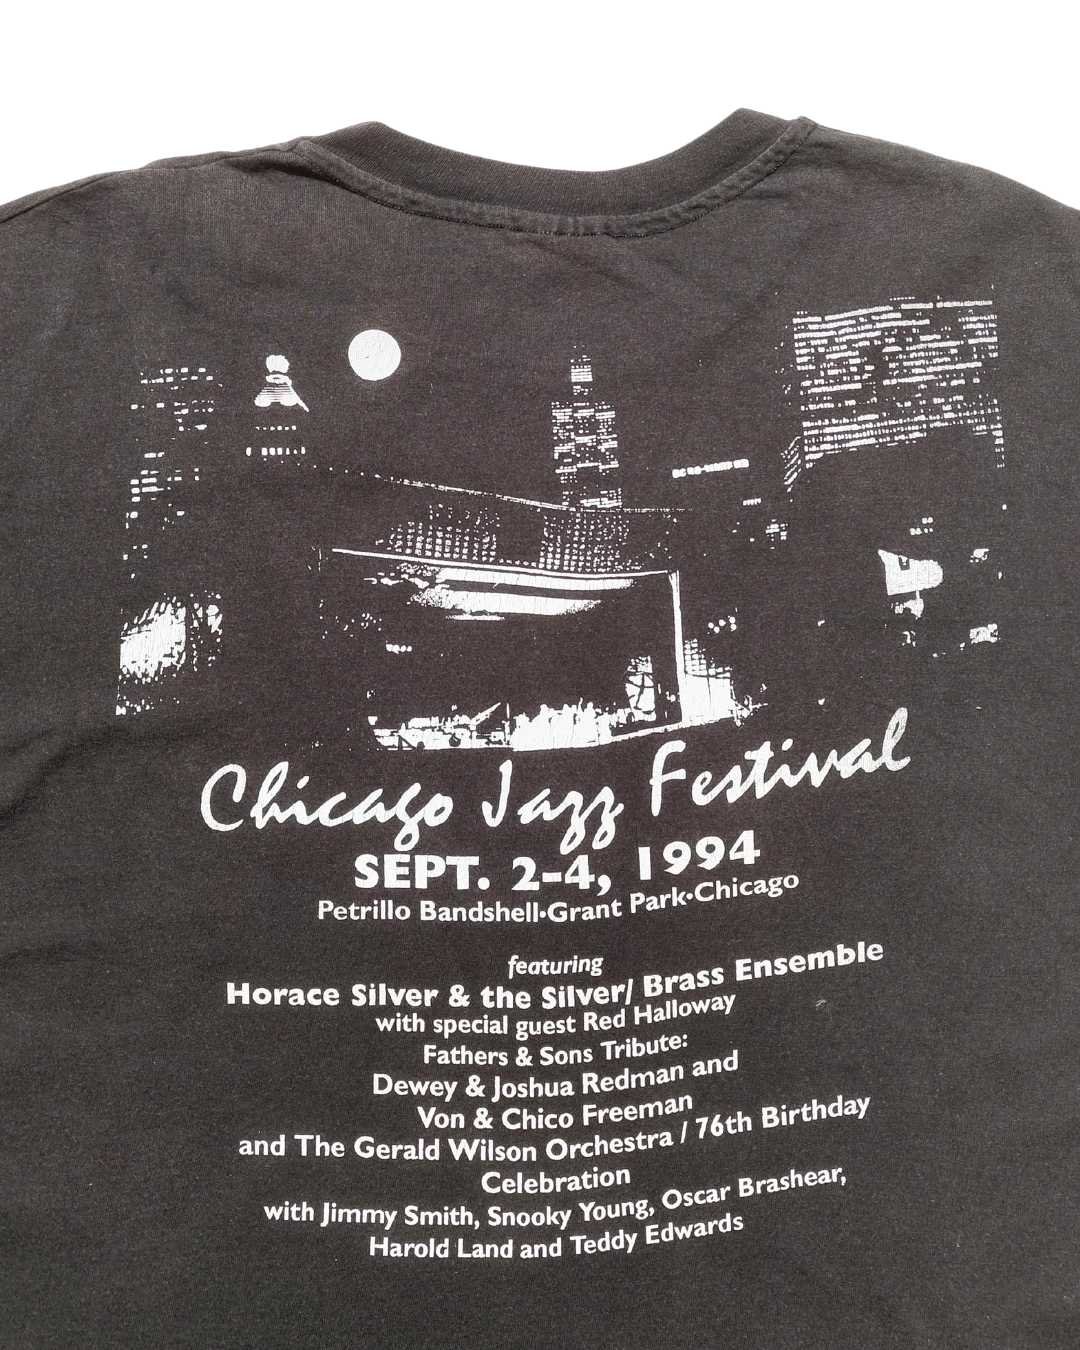 Chicago Jazz Festival
SEPT. 2-4, 1994
Petrillo Bandshell•Grant Park•Chicago
featuring
Horace Silver & the Silver/ Brass Ensemble
with special guest Red Halloway
Fathers & Sons Tribute:
Dewey & Joshua Redman and
Von & Chico Freeman
and The Gerald Wilson Orchestra / 76th Birthday
Celebration
with Jimmy Smith, Snooky Young, Oscar Brashear,
Harold Land and Teddy Edwards